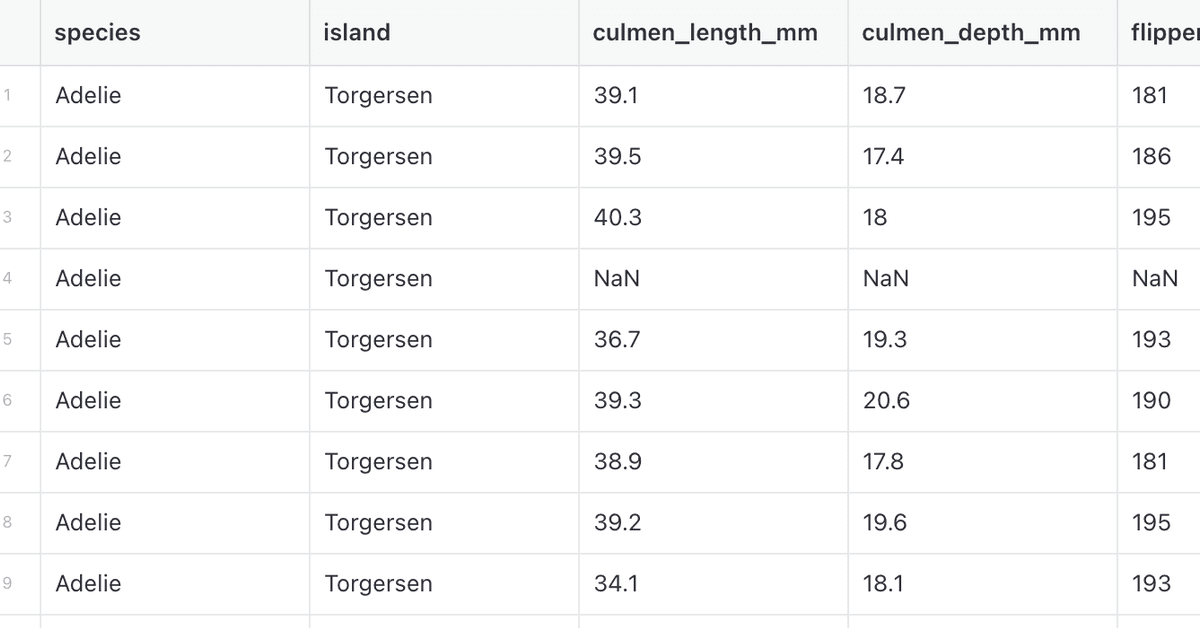 species island culmen_length_mm culmen_depth_mm flipper
1 Adelie Torgersen 39.1 18.7 181
2 Adelie Torgersen 39.5 17.4 186
3 Adelie Torgersen 40.3 18 195
4 Adelie Torgersen NaN NaN NaN
5 Adelie Torgersen 36.7 19.3 193
6 Adelie Torgersen 39.3 20.6 190
7 Adelie Torgersen 38.9 17.8 181
8 Adelie Torgersen 39.2 19.6 195
9 Adelie Torgersen 34.1 18.1 193